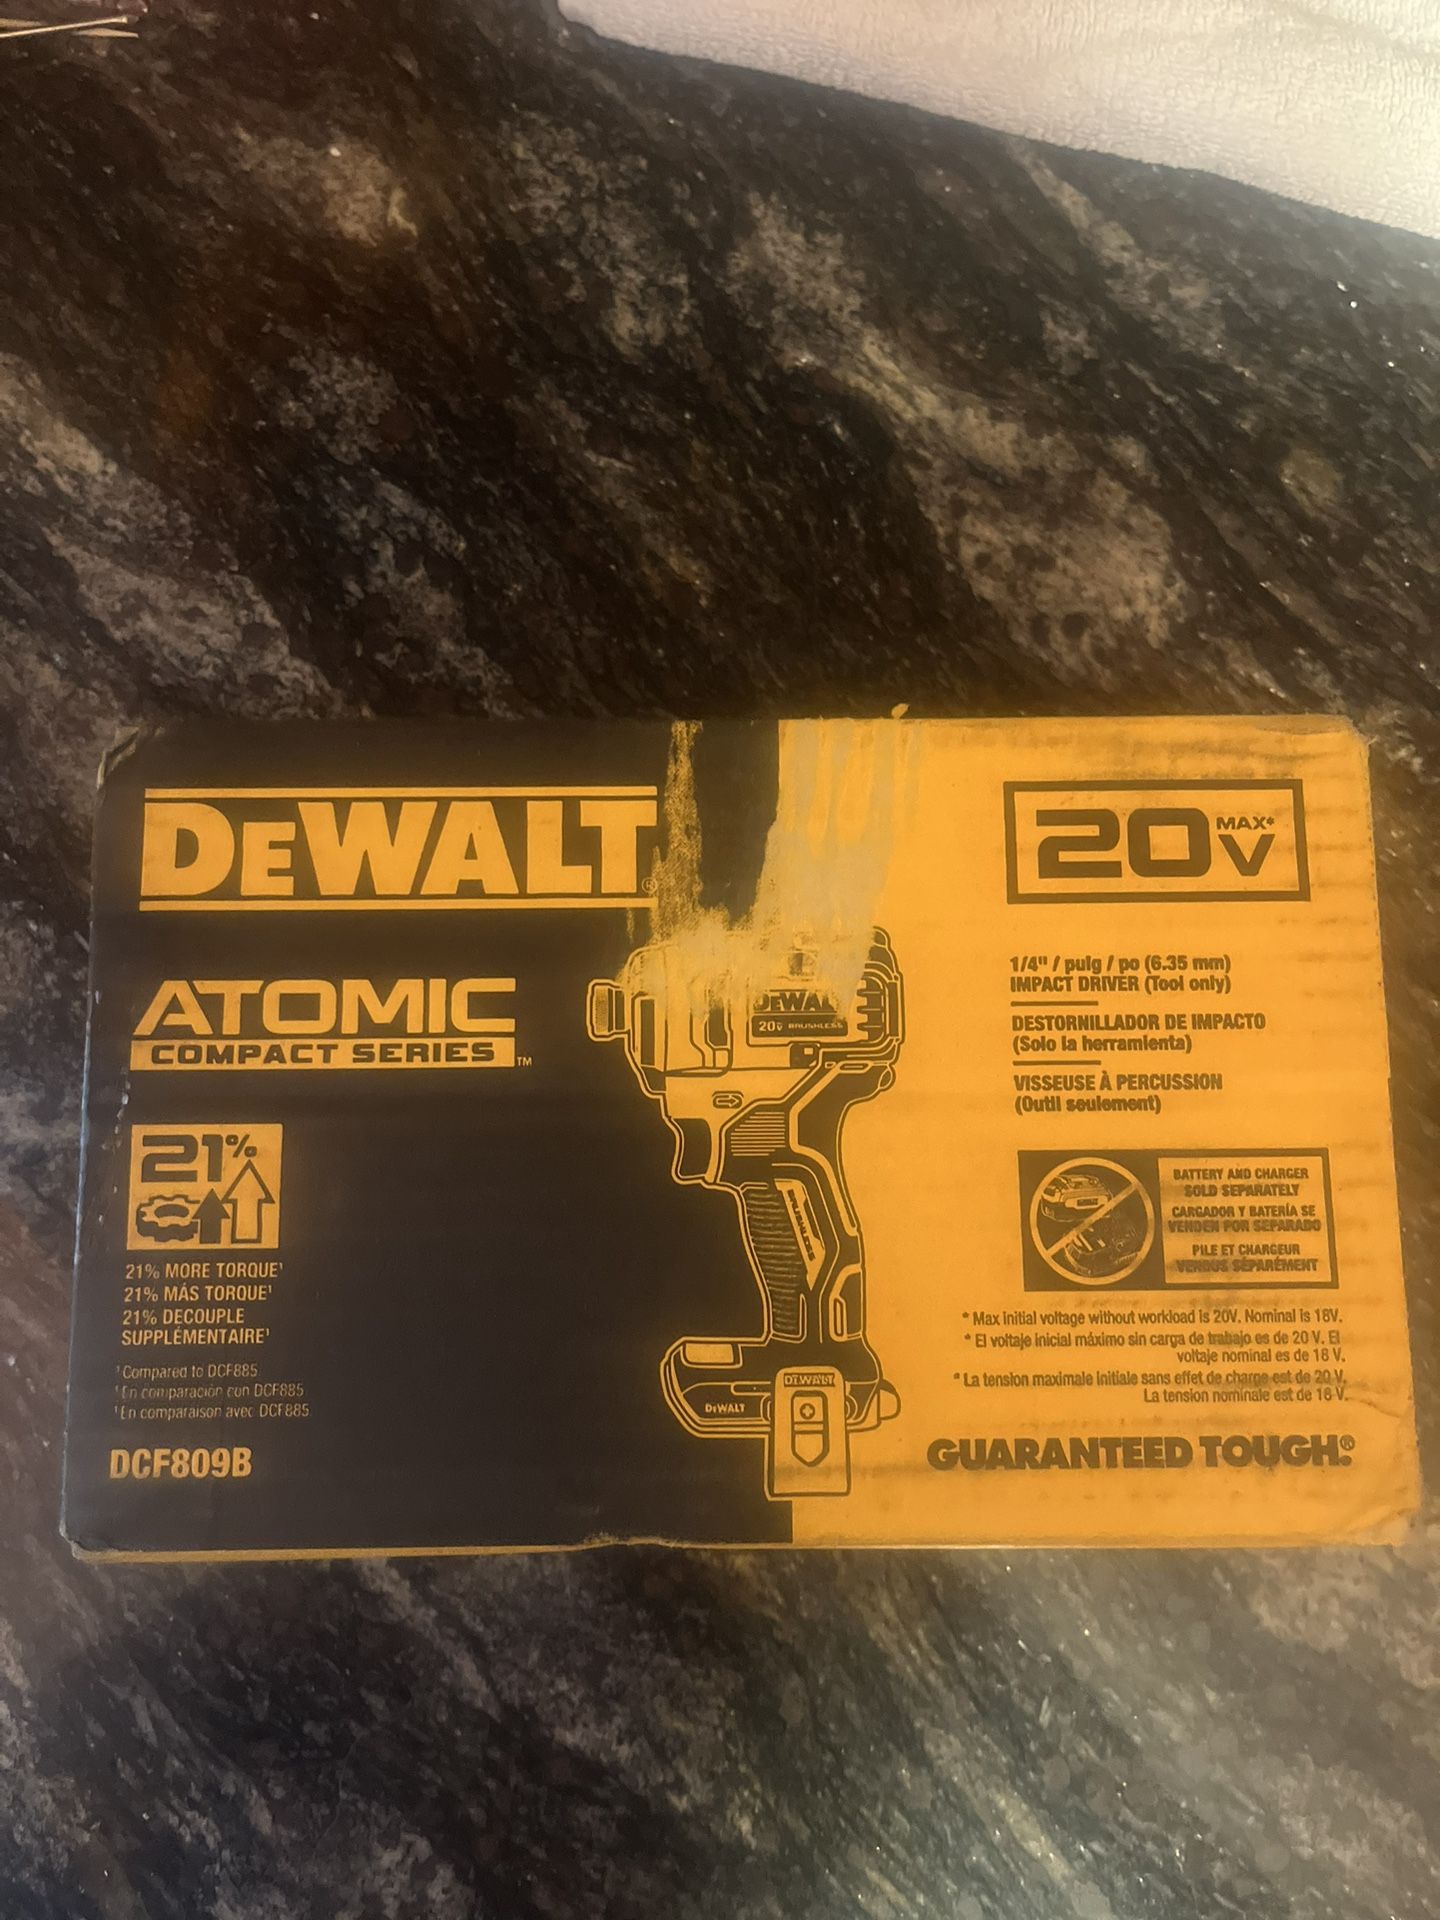 DEWALT®
ATOMIC
COMPACT SERIES™
21%
21% MORE TORQUE¹
21% MÁS TORQUE¹
21% DECOUPLE
SUPPLÉMENTAIRE¹
¹Compared to DCF885
¹En comparación con DCF885
¹En comparaison avec DCF885
DCF809B
DEWAL
20V BRUSHLESS
BRUSHLESS
DEWALT
DEWALT
20V MAX*
1/4" / pulg / po (6.35 mm)
IMPACT DRIVER (Tool only)
DESTORNILLADOR DE IMPACTO
(Solo la herramienta)
VISSEUSE À PERCUSSION
(Outil seulement)
BATTERY AND CHARGER
SOLD SEPARATELY
CARGADOR Y BATERÍA SE
VENDEN POR SEPARADO
PILE ET CHARGEUR
VENDUS SÉPARÉMENT
* Max initial voltage without workload is 20V. Nominal is 18V.
* El voltaje inicial máximo sin carga de trabajo es de 20 V. El
voltaje nominal es de 18 V.
* La tension maximale initiale sans effet de charge est de 20 V.
La tension nominale est de 18 V.
GUARANTEED TOUGH.®